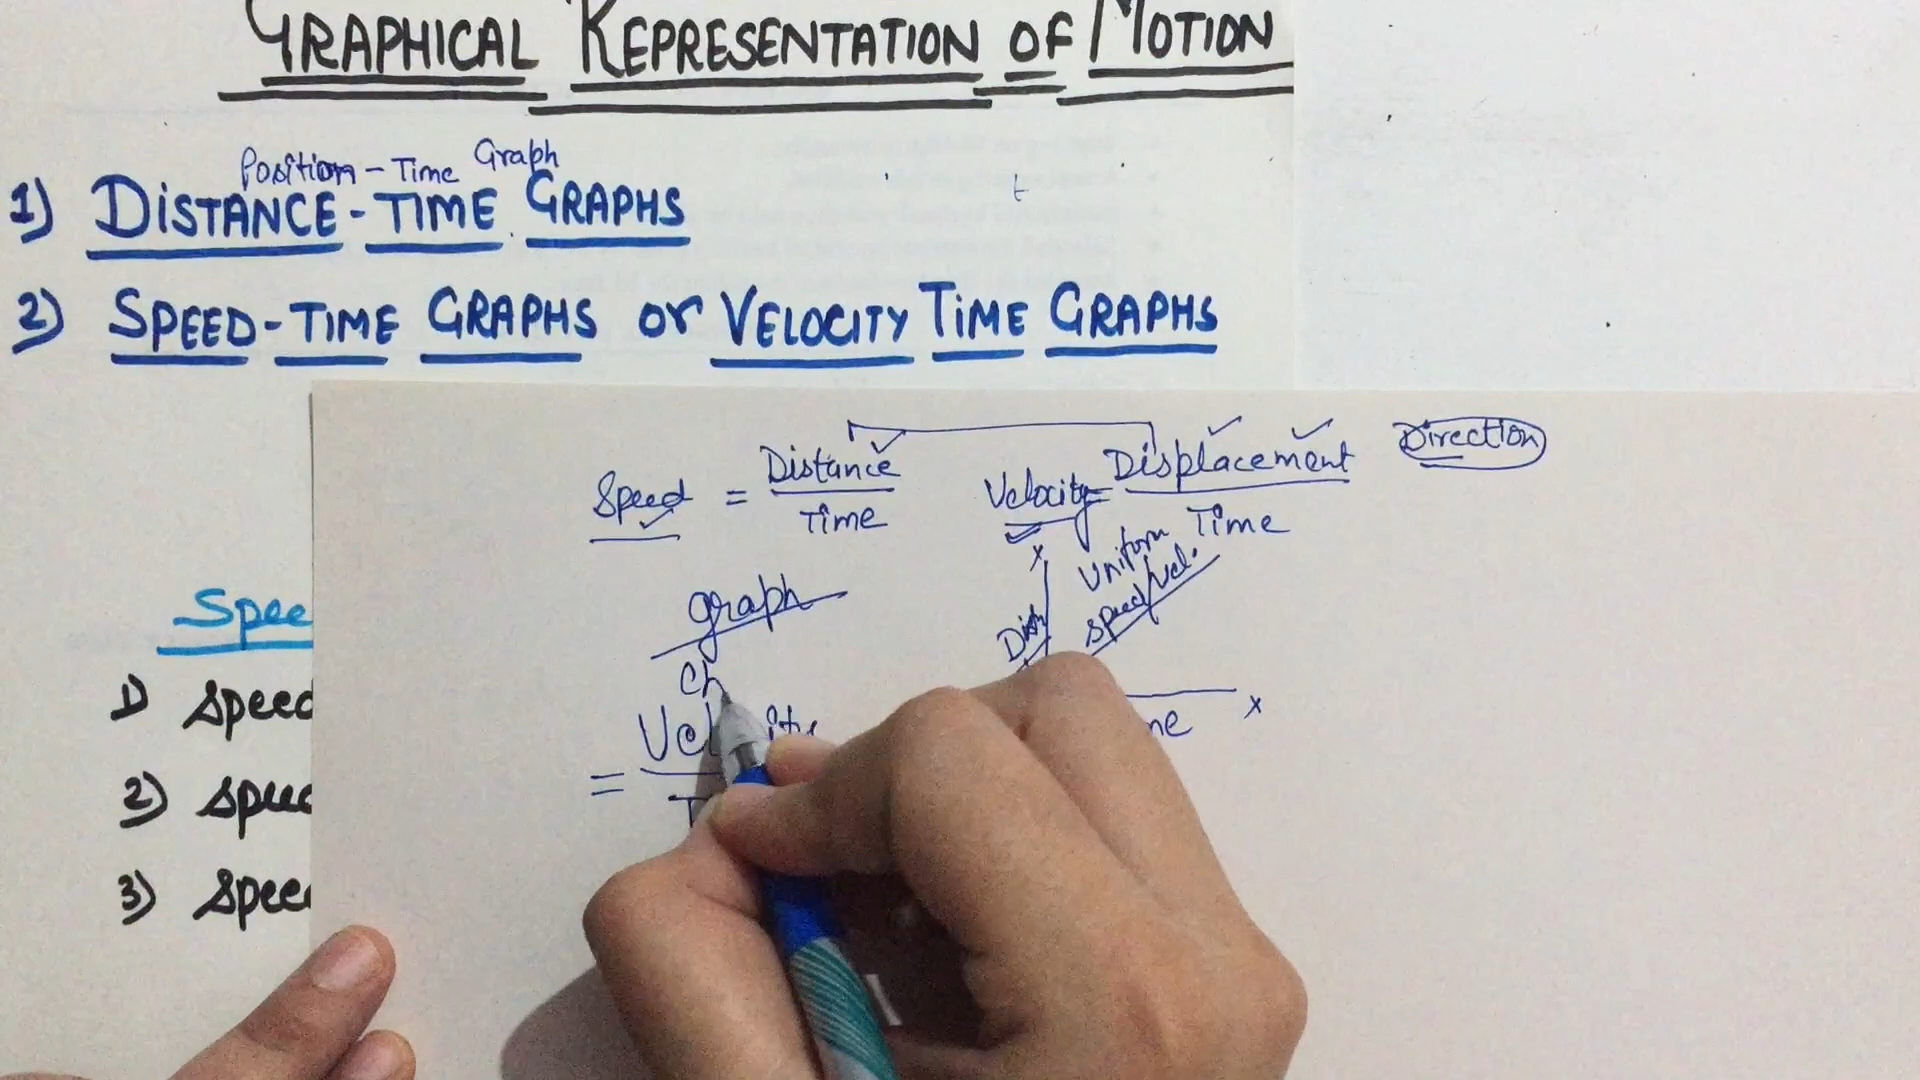 GRAPHICAL REPRESENTATION OF MOTION
Position - Time Graph
1) DISTANCE - TIME GRAPHS
t
2) SPEED - TIME GRAPHS or VELOCITY TIME GRAPHS
Speed = Distance / Time
Velocity = Displacement / Time
Direction
graph
Uniform
speed/vel.
x
Ch
=
x
Spee
1) Speed
2) Speed
3) Speed